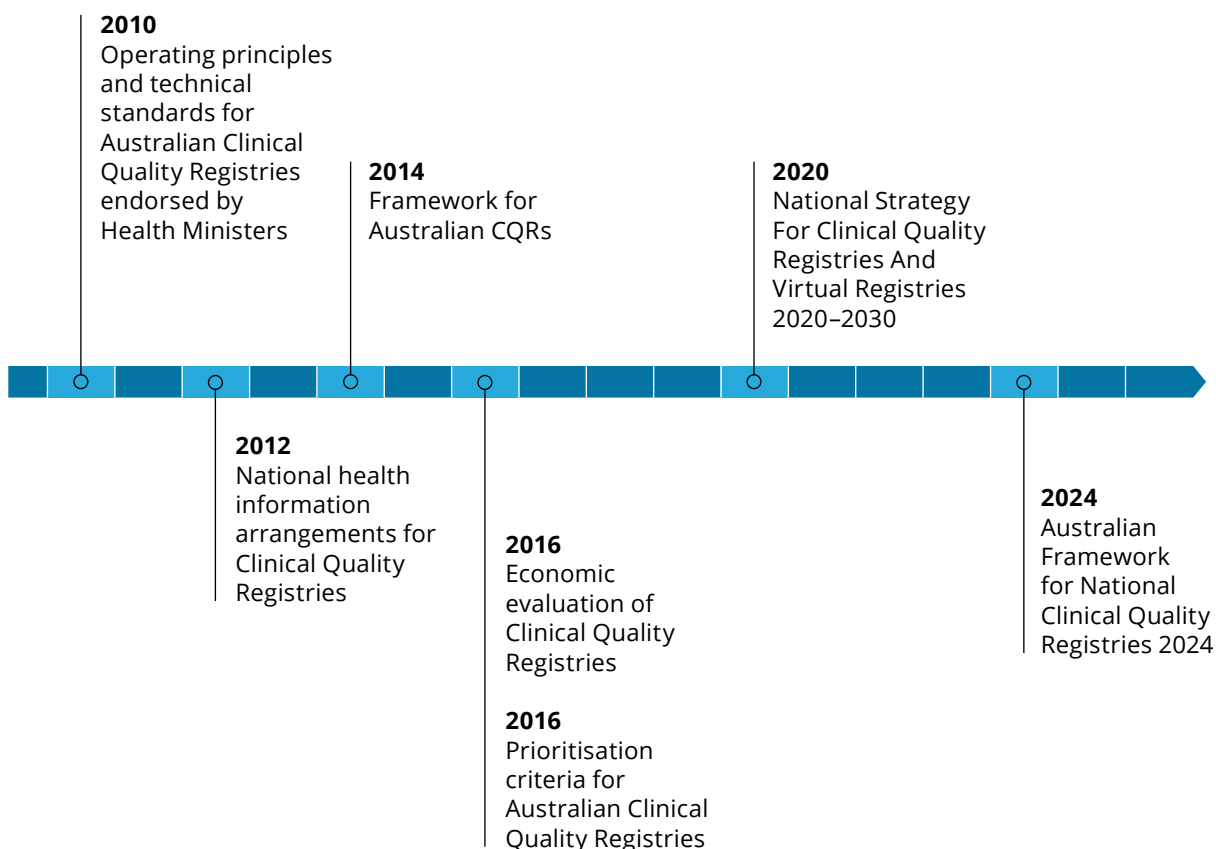 2010
Operating principles
and technical
standards for
Australian Clinical
Quality Registries
endorsed by
Health Ministers
2012
National health
information
arrangements for
Clinical Quality
Registries
2014
Framework for
Australian CQRs
2016
Economic
evaluation of
Clinical Quality
Registries
2016
Prioritisation
criteria for
Australian Clinical
Quality Registries
2020
National Strategy
For Clinical Quality
Registries And
Virtual Registries
2020–2030
2024
Australian
Framework
for National
Clinical Quality
Registries 2024